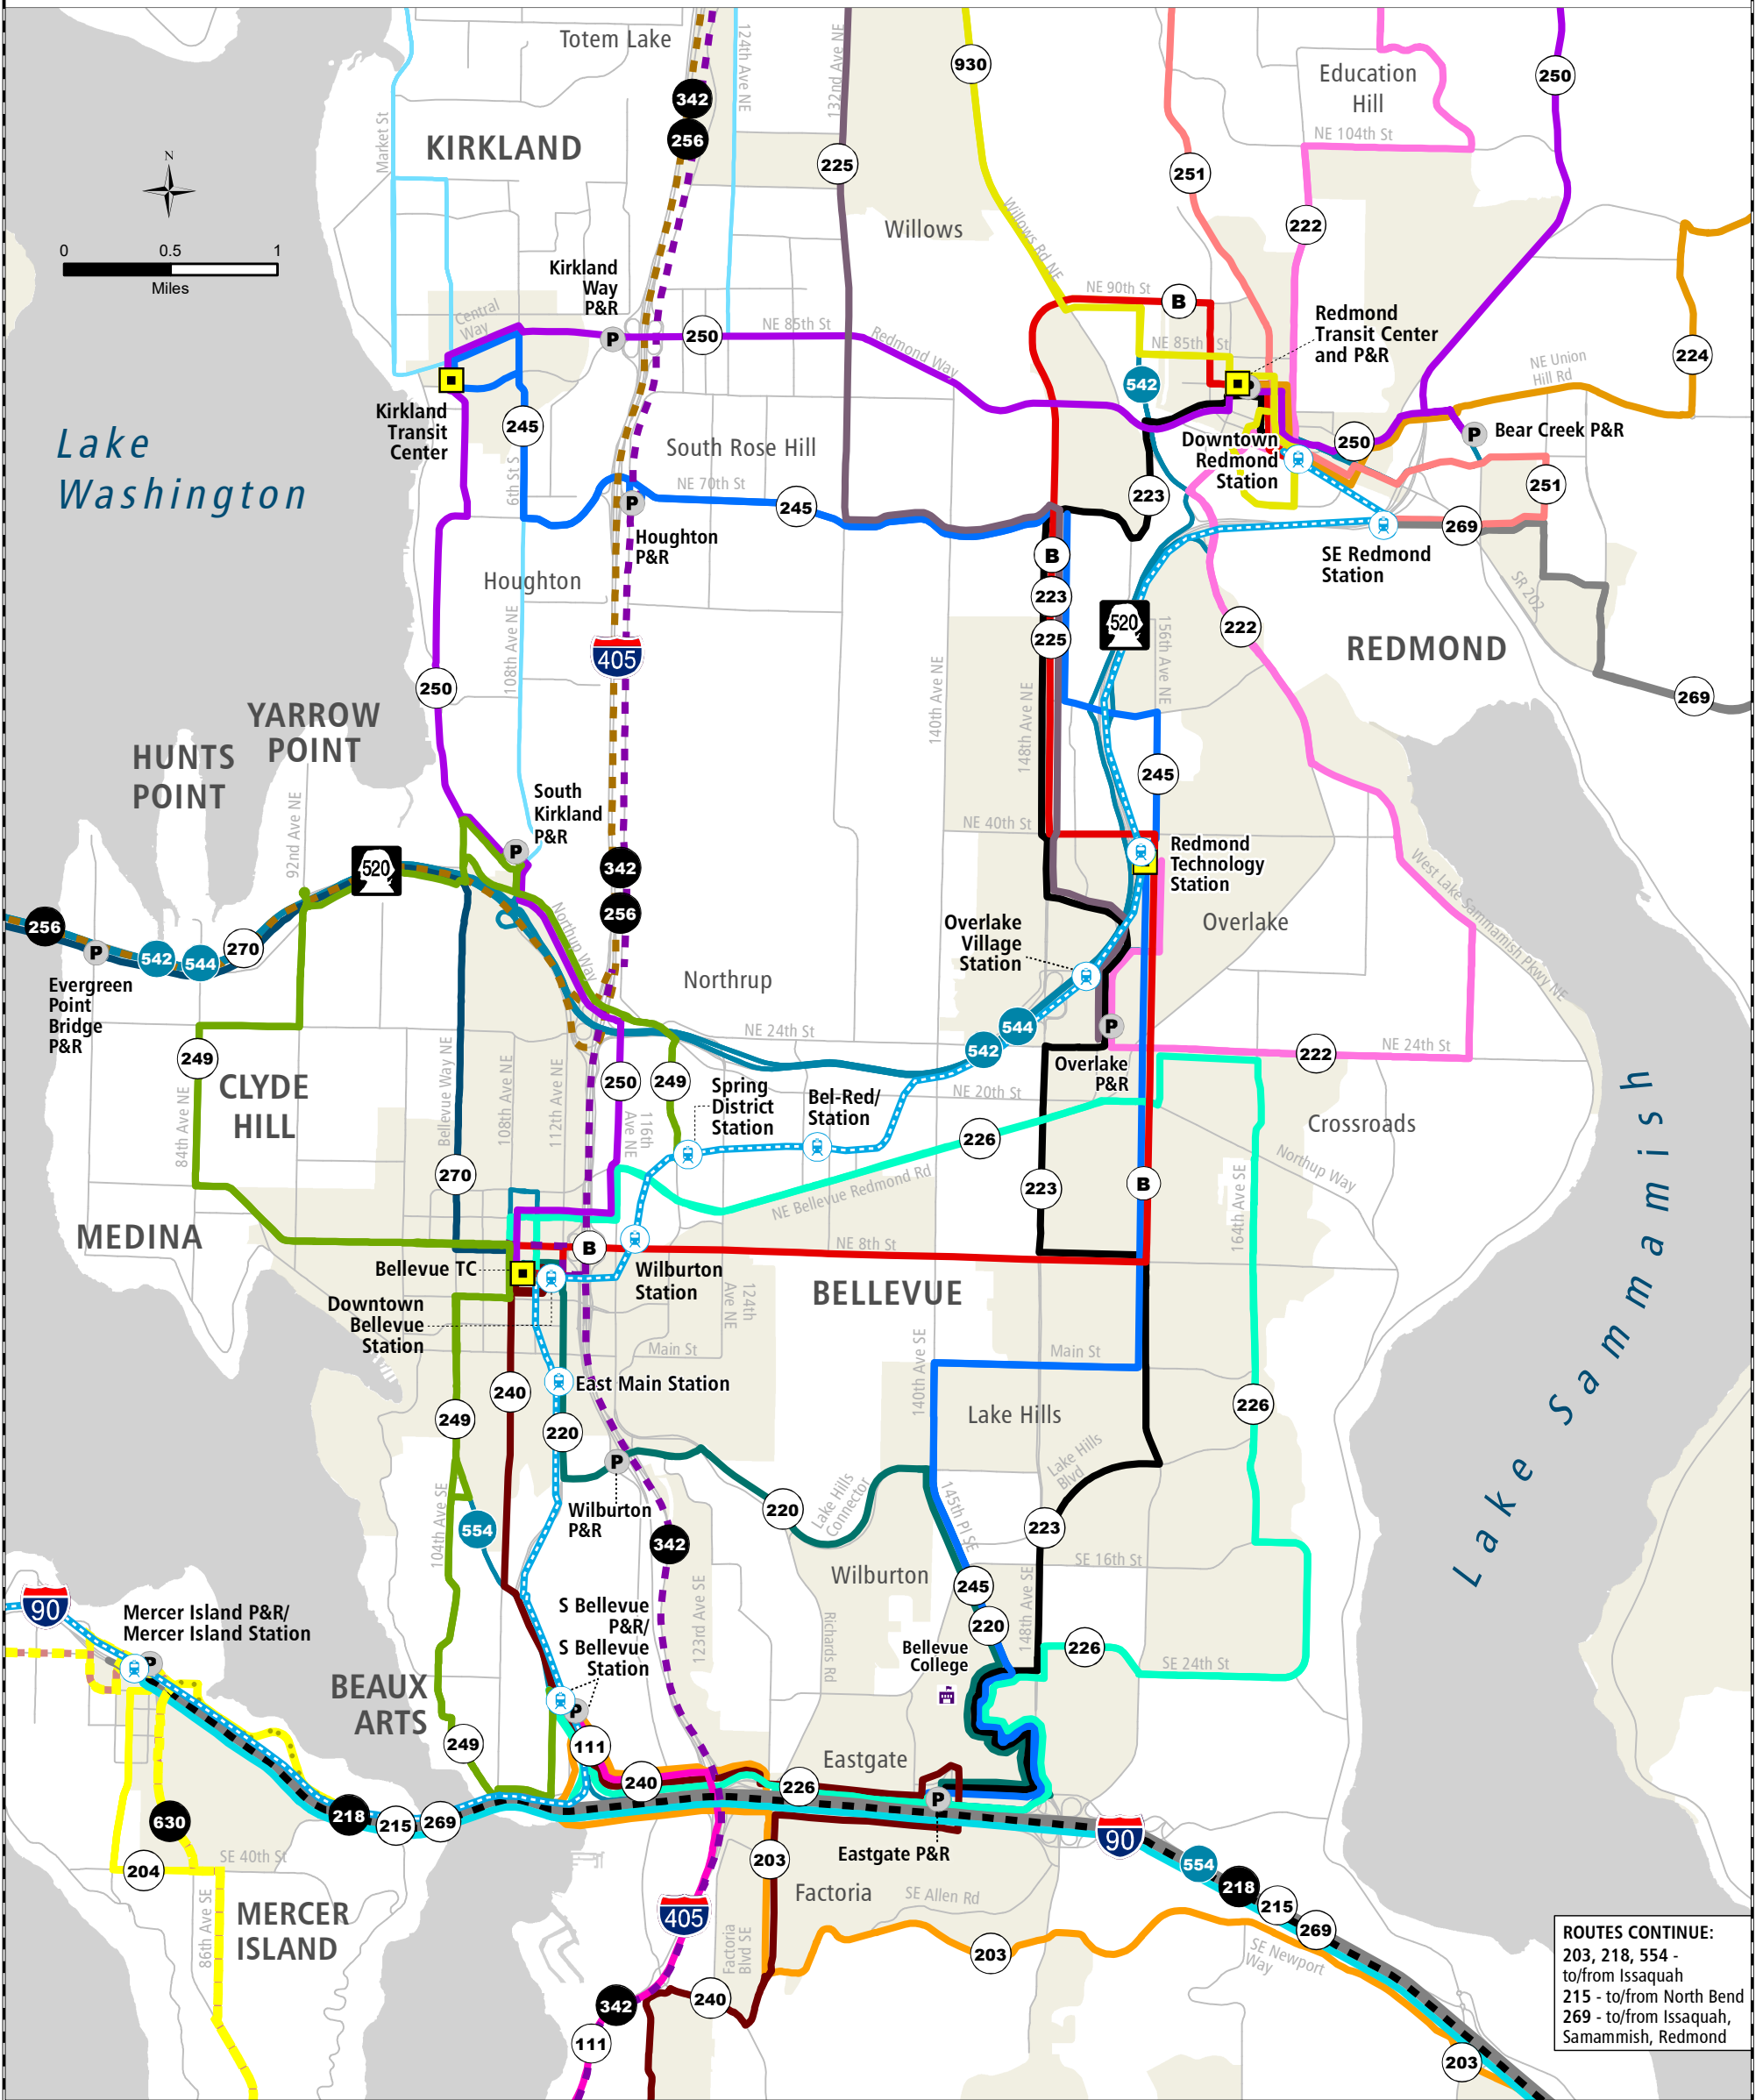 Totem Lake
124th Ave NE
132nd Ave NE
930
Education
Hill
250
342
256
Market St
KIRKLAND
NE 104th St
225
251
N
222
Willows
Willows Rd NE
0 0.5 1
Miles
Kirkland
Way
P&R
NE 90th St
B
Redmond
Transit Center
and P&R
Central
Way
P
250
NE 85th St
Redmond Way
NE 85th St
NE Union
Hill Rd
224
542
Kirkland
Transit
Center
245
Lake
Washington
South Rose Hill
Downtown
Redmond
Station
250
P
Bear Creek P&R
6th St S
NE 70th St
P
245
223
251
269
Houghton
P&R
SE Redmond
Station
B
Houghton
SR 202
223
108th Ave NE
225
520
156th Ave NE
222
REDMOND
405
140th Ave NE
148th Ave NE
250
269
YARROW
POINT
HUNTS
POINT
245
92nd Ave NE
South
Kirkland
P&R
P
NE 40th St
Redmond
Technology
Station
West Lake Sammamish Pkwy NE
520
342
256
256
P
542
544
270
Northup Way
Overlake
Village
Station
Overlake
Evergreen
Point
Bridge
P&R
Northrup
NE 24th St
544
542
P
Overlake
P&R
222
NE 24th St
249
84th Ave NE
CLYDE
HILL
Bellevue Way NE
108th Ave NE
112th Ave NE
250
249
116th
Ave NE
Spring
District
Station
Bel-Red/
Station
NE 20th St
226
Crossroads
Northup Way
270
NE Bellevue Redmond Rd
223
B
164th Ave SE
Lake Sammamish
MEDINA
B
NE 8th St
Bellevue TC
Wilburton
Station
BELLEVUE
Downtown
Bellevue
Station
124th
Ave NE
Main St
140th Ave SE
Main St
East Main Station
240
249
220
Lake Hills
226
P
Lake Hills
Blvd
104th Ave SE
554
Wilburton
P&R
220
Lake Hills
Connector
145th Pl SE
223
342
SE 16th St
Wilburton
245
90
Mercer Island P&R/
Mercer Island Station
P
S Bellevue
P&R/
S Bellevue
Station
123rd Ave SE
Richards Rd
220
148th Ave SE
Bellevue
College
226
SE 24th St
BEAUX
ARTS
P
249
111
Eastgate
240
226
P
218
215
269
630
204
SE 40th St
Eastgate P&R
90
554
203
218
215
269
MERCER
ISLAND
86th Ave SE
Factoria
SE Allen Rd
405
Factoria
Blvd SE
203
SE Newport
Way
342
240
111
203
ROUTES CONTINUE:
203, 218, 554 -
to/from Issaquah
215 - to/from North Bend
269 - to/from Issaquah,
Samammish, Redmond